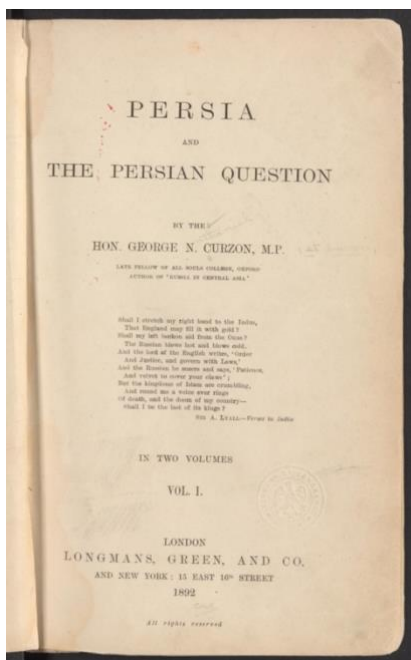 PERSIA
AND
THE PERSIAN QUESTION
BY THE
HON. GEORGE N. CURZON, M.P.
LATE FELLOW OF ALL SOULS COLLEGE, OXFORD
AUTHOR OF 'RUSSIA IN CENTRAL ASIA'
Shall I stretch my right hand to the Indus,
That England may fill it with gold?
Shall my left beckon aid from the Oxus?
The Russian blows hot and blows cold.
And the lord of the English writes, 'Order
And Justice, and govern with Laws,'
And the Russian he sneers and says, 'Patience,
And velvet to cover your claws';
But the kingdoms of Islam are crumbling,
And round me a voice ever rings
Of death, and the doom of my country—
Shall I be the last of its kings?
SIR A. LYALL—Verses in India
IN TWO VOLUMES
VOL. I.
LONDON
LONGMANS, GREEN, AND CO.
AND NEW YORK: 15 EAST 16th STREET
1892
All rights reserved